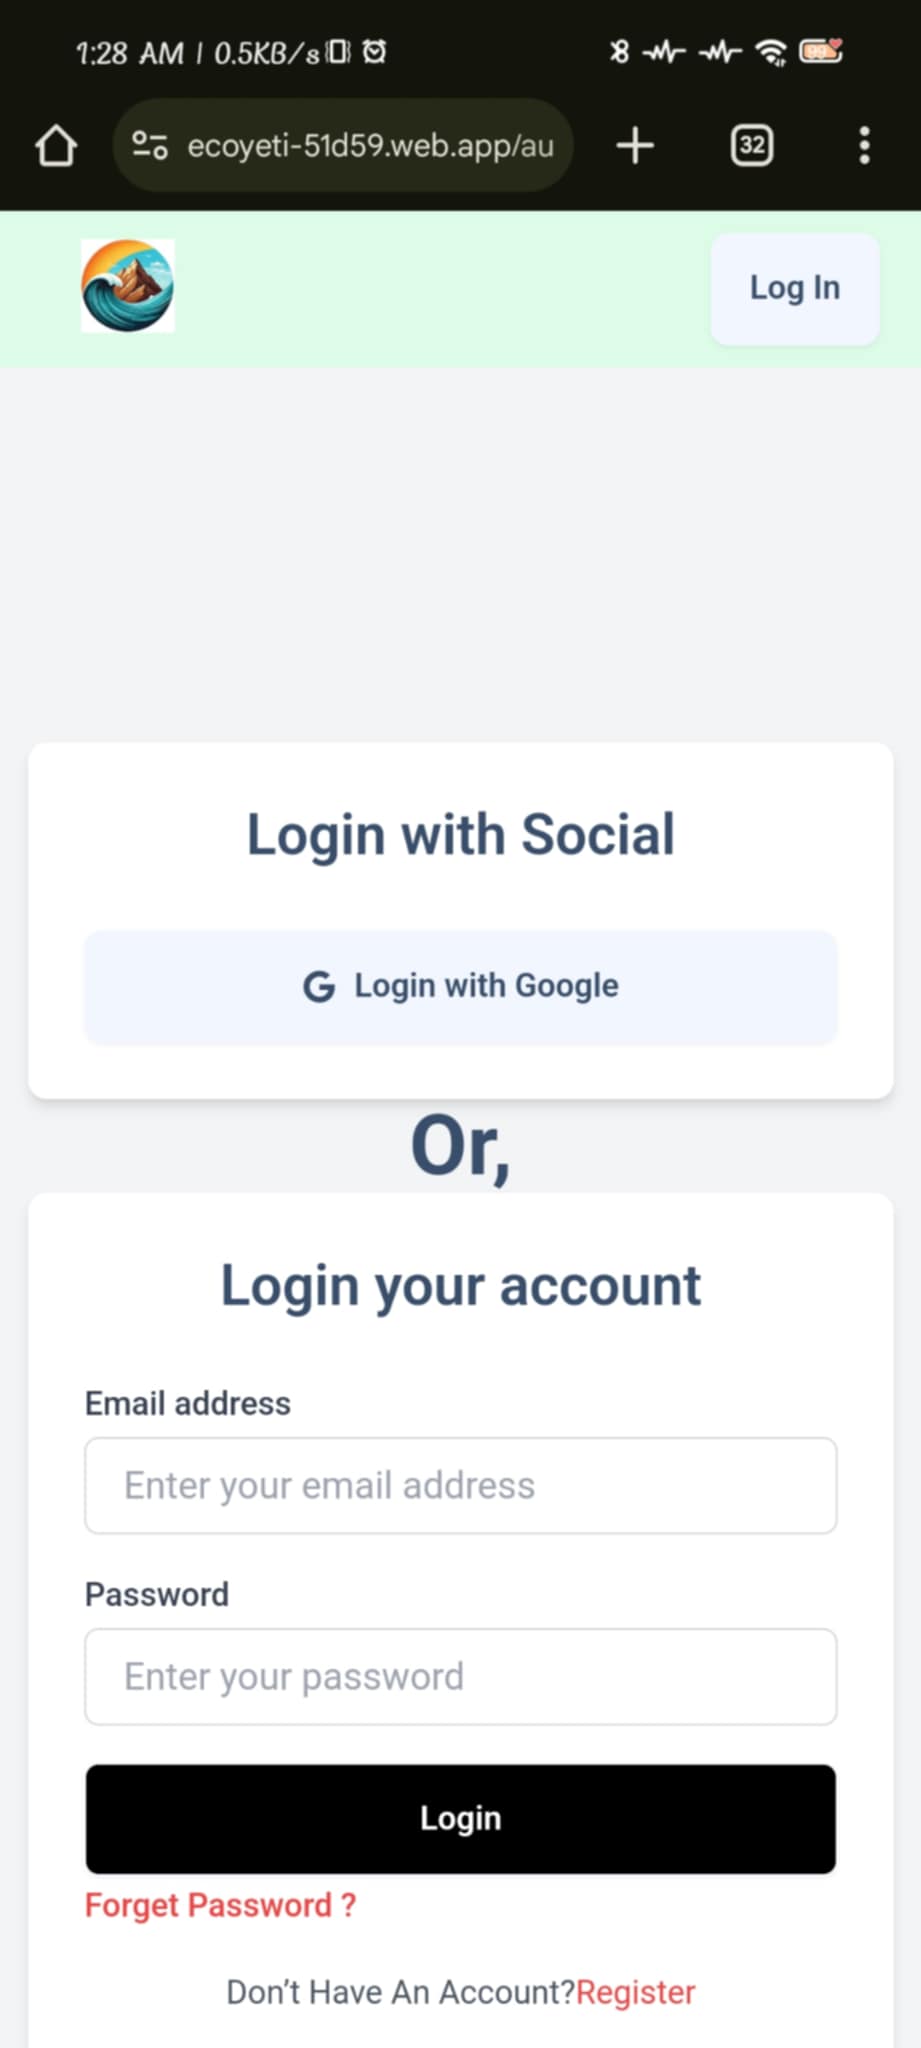 1:28 AM | 0.5KB/s
99
ecoyeti-51d59.web.app/au
32
Log In
Login with Social
G Login with Google
Or,
Login your account
Email address
Enter your email address
Password
Enter your password
Login
Forget Password ?
Don't Have An Account?Register